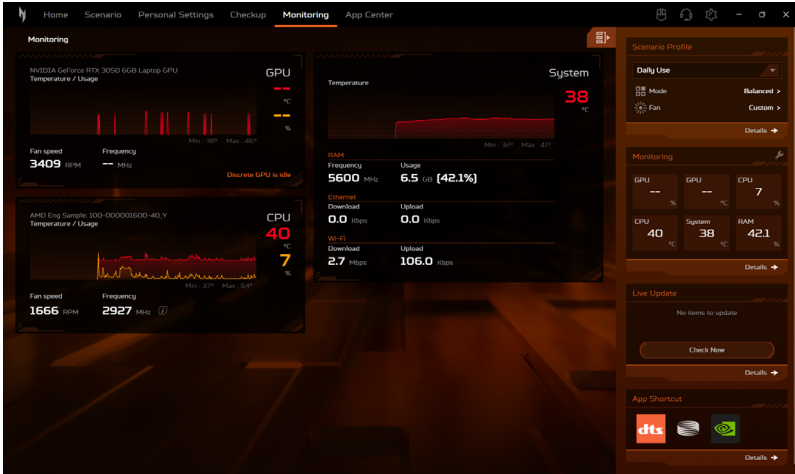 Home Scenario Personal Settings Checkup Monitoring App Center
Monitoring
NVIDIA GeForce RTX 3050 6GB Laptop GPU
Temperature / Usage
GPU
-- °C
-- %
Min : 38° Max : 46°
Fan speed Frequency
3409 RPM -- MHz
Discrete GPU is idle
AMD Eng Sample: 100-000001600-40_Y
Temperature / Usage
CPU
40 °C
7 %
Min : 37° Max : 54°
Fan speed Frequency
1666 RPM 2927 MHz i
System
Temperature
38 °C
Min : 32° Max : 41°
RAM
Frequency Usage
5600 MHz 6.5 GB (42.1%)
Ethernet
Download Upload
0.0 Kbps 0.0 Kbps
Wi-Fi
Download Upload
2.7 Mbps 106.0 Kbps
Scenario Profile
Daily Use
Mode Balanced >
Fan Custom >
Details →
Monitoring
GPU GPU CPU
-- % -- °C 7 %
CPU System RAM
40 °C 38 °C 42.1 %
Details →
Live Update
No items to update
Check Now
Details →
App Shortcut
dts
Details →